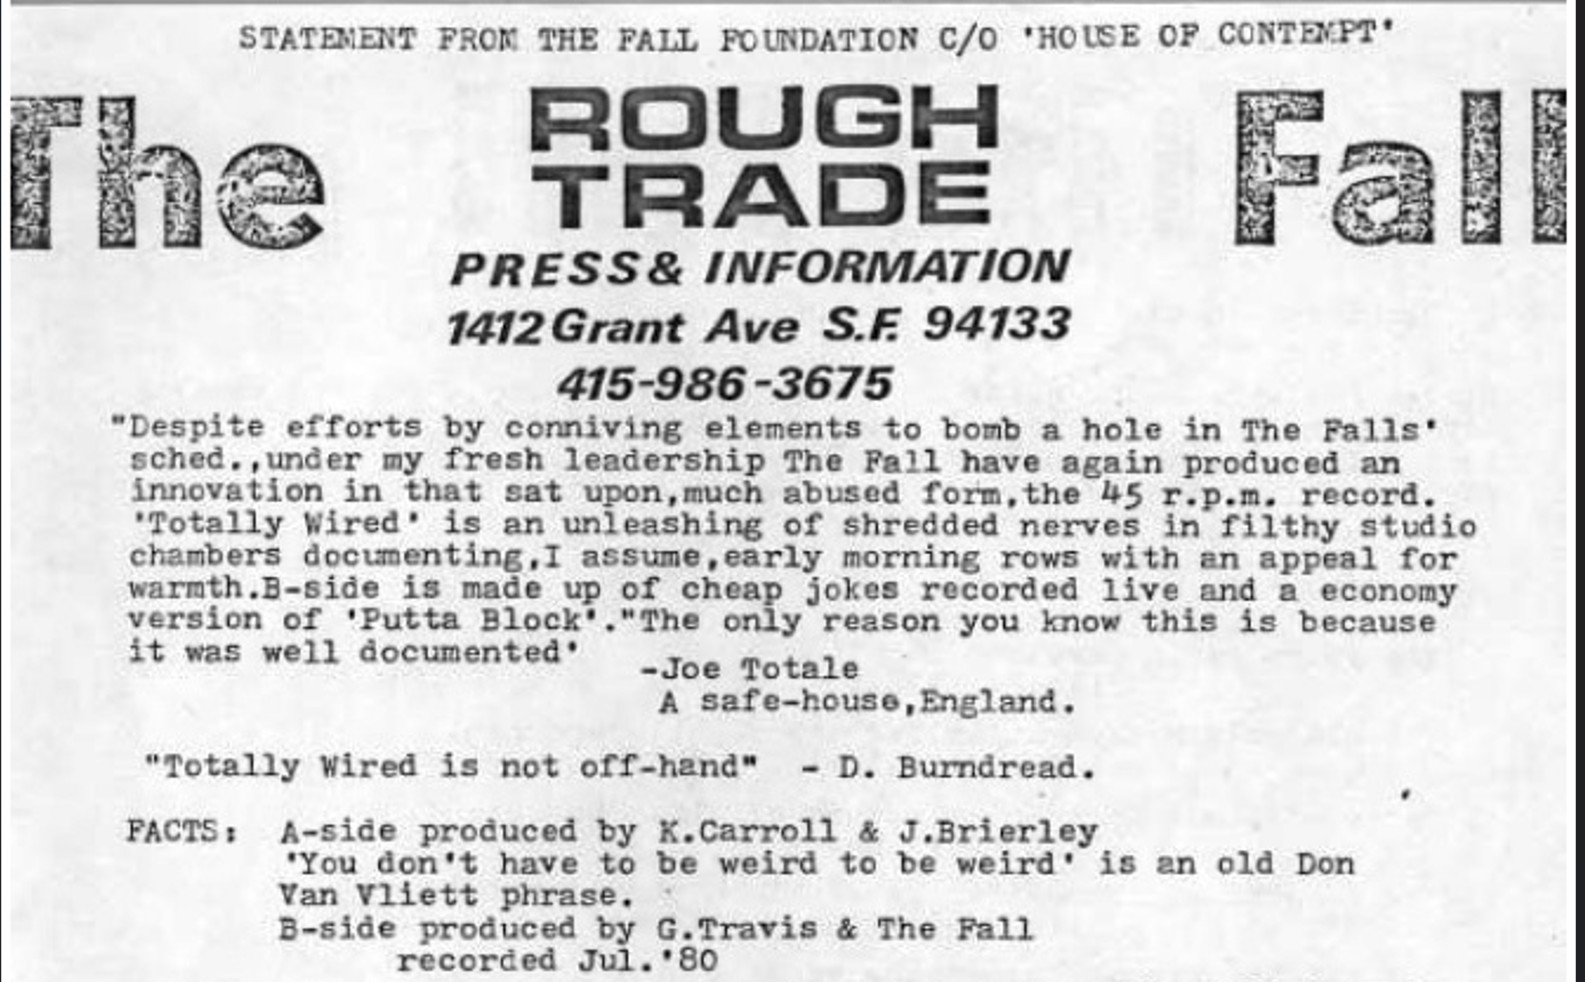 STATEMENT FROM THE FALL FOUNDATION C/O 'HOUSE OF CONTEMPT'
The Fall
ROUGH
TRADE
PRESS & INFORMATION
1412 Grant Ave S.F. 94133
415-986-3675
"Despite efforts by conniving elements to bomb a hole in The Falls'
sched.,under my fresh leadership The Fall have again produced an
innovation in that sat upon,much abused form,the 45 r.p.m. record.
'Totally Wired' is an unleashing of shredded nerves in filthy studio
chambers documenting,I assume,early morning rows with an appeal for
warmth.B-side is made up of cheap jokes recorded live and a economy
version of 'Putta Block'."The only reason you know this is because
it was well documented'
-Joe Totale
A safe-house,England.
"Totally Wired is not off-hand" - D. Burndread.
FACTS: A-side produced by K.Carroll & J.Brierley
'You don't have to be weird to be weird' is an old Don
Van Vliett phrase.
B-side produced by G.Travis & The Fall
recorded Jul.'80